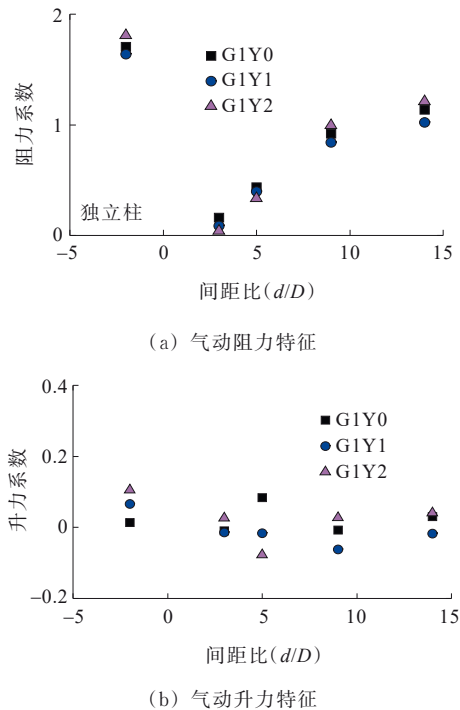 2
G1Y0
G1Y1
G1Y2
1
阻力系数
独立柱
0
−5 0 5 10 15
间距比(d/D)
(a) 气动阻力特征
0.4
G1Y0
G1Y1
G1Y2
0.2
升力系数
0
−0.2
−5 0 5 10 15
间距比(d/D)
(b) 气动升力特征